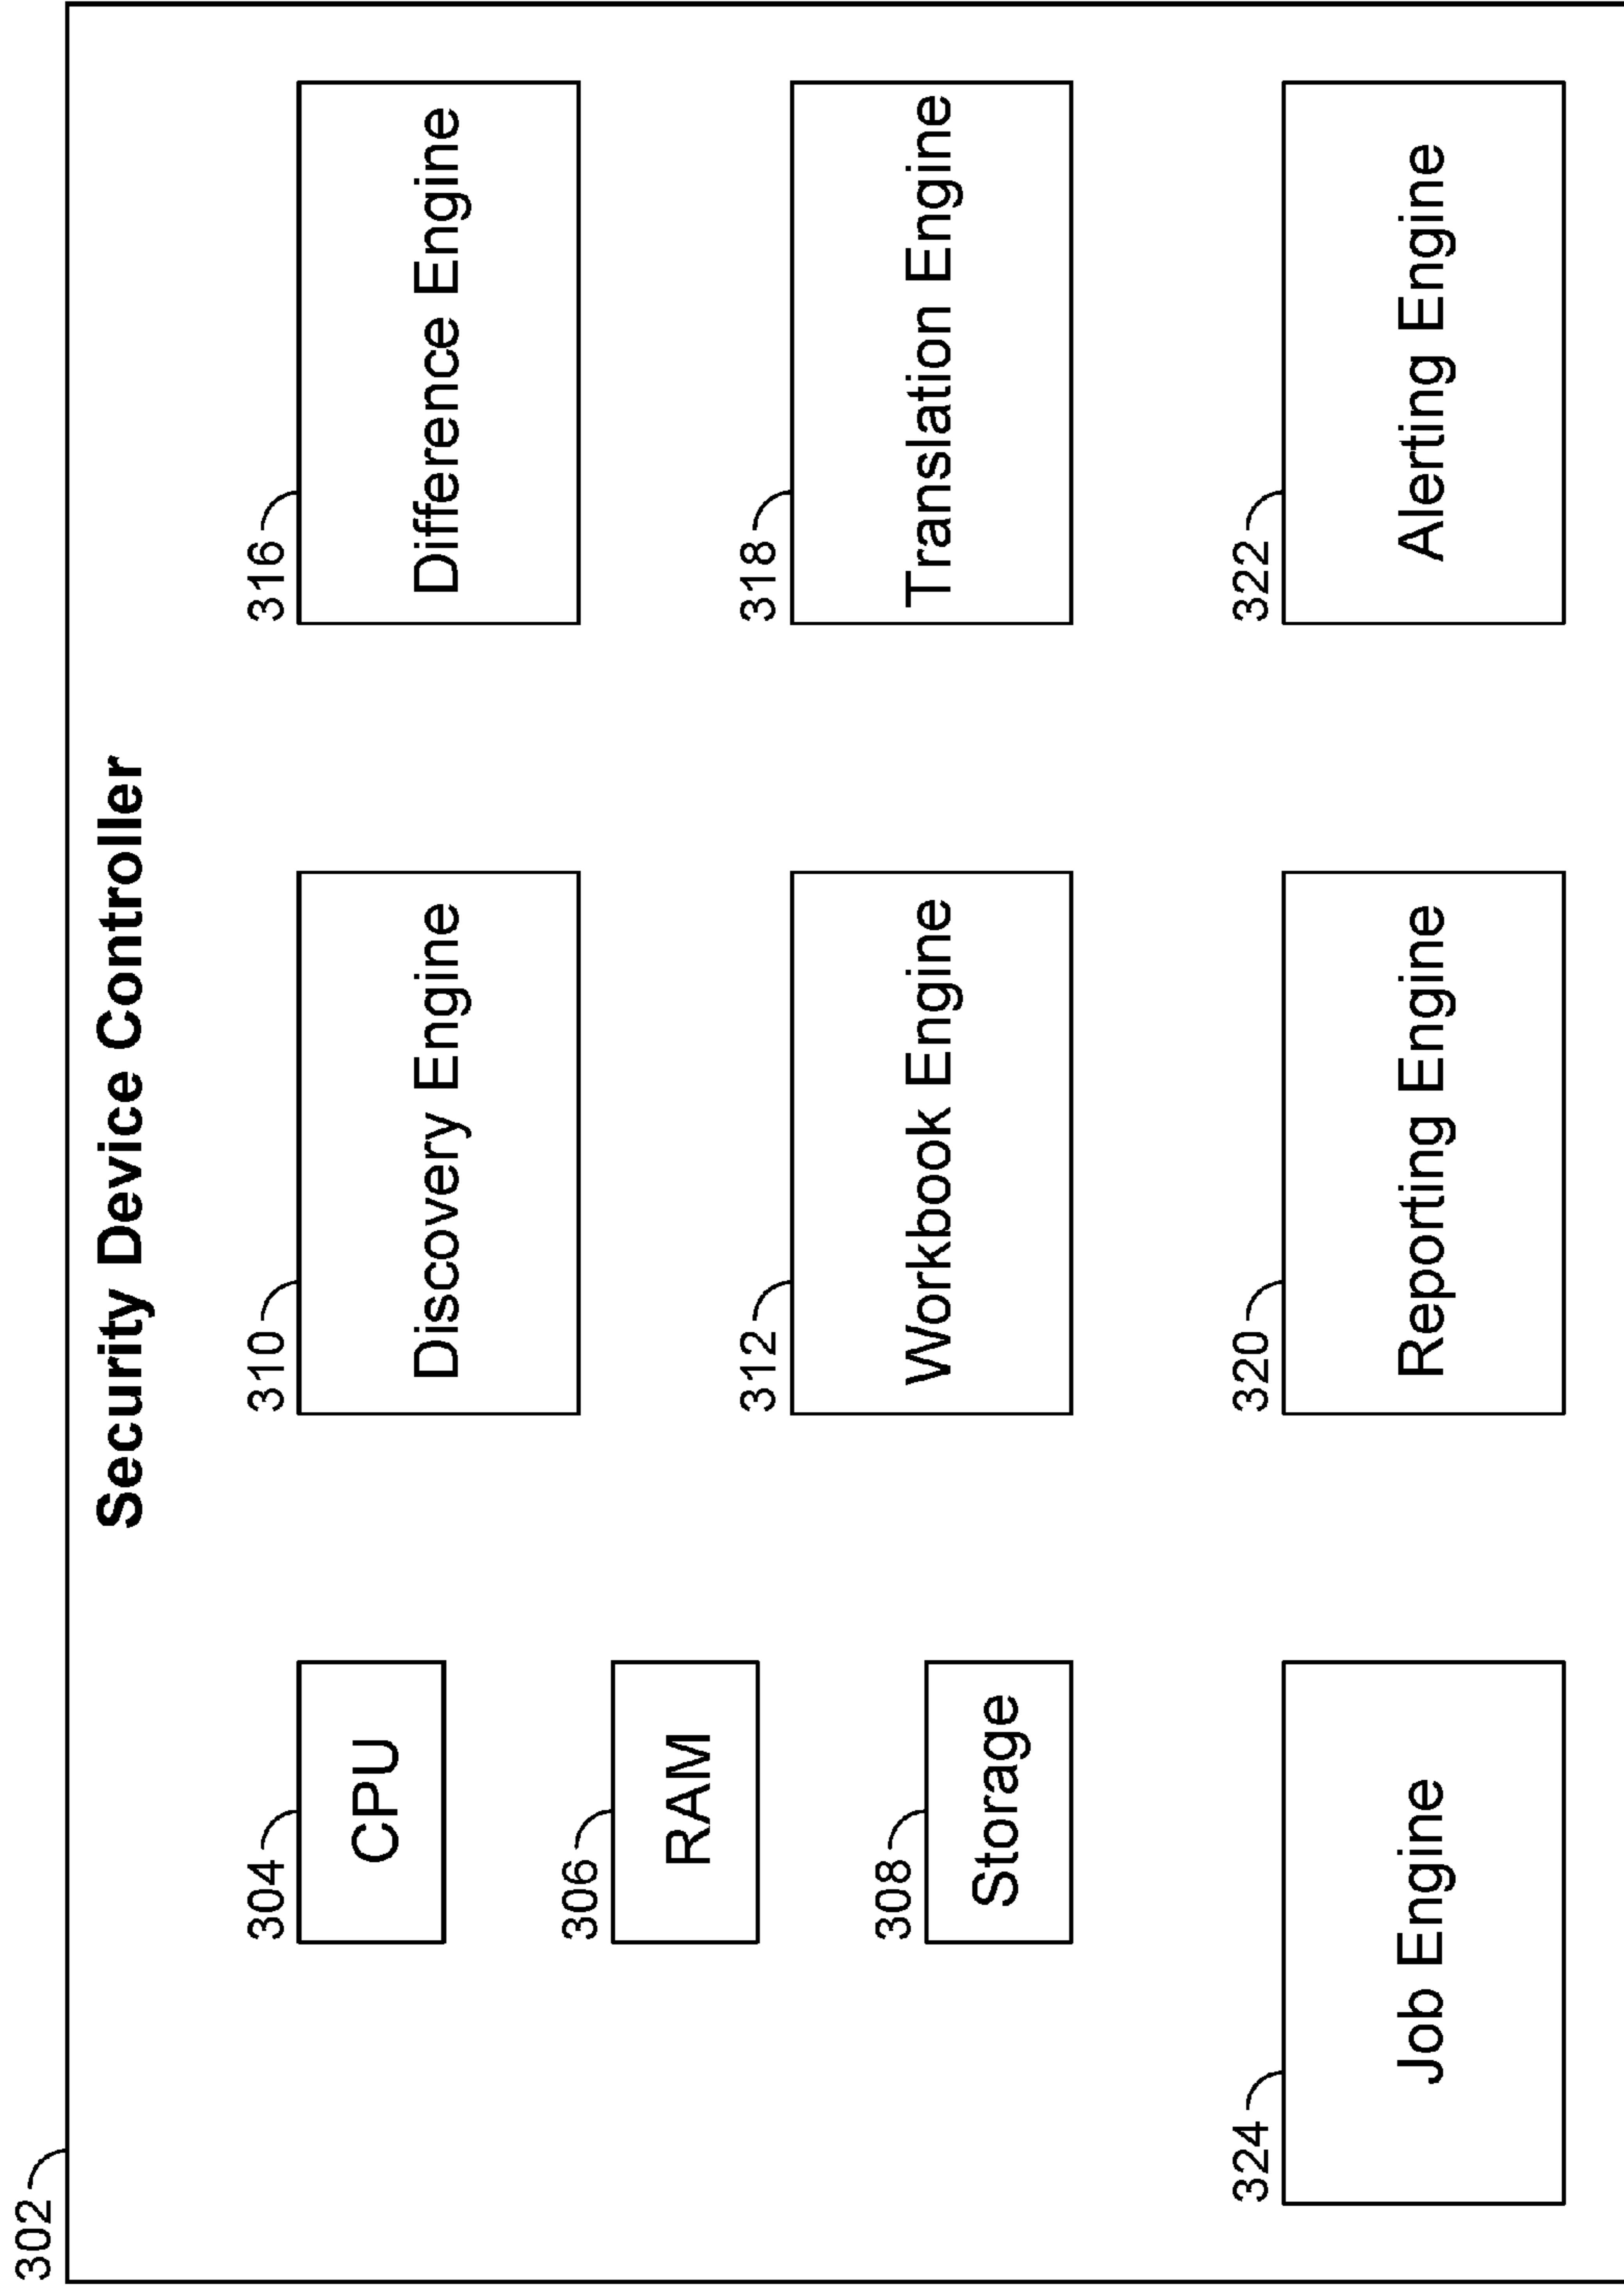 302
Security Device Controller
304
CPU
306
RAM
308
Storage
310
Discovery Engine
312
Workbook Engine
316
Difference Engine
318
Translation Engine
324
Job Engine
320
Reporting Engine
322
Alerting Engine